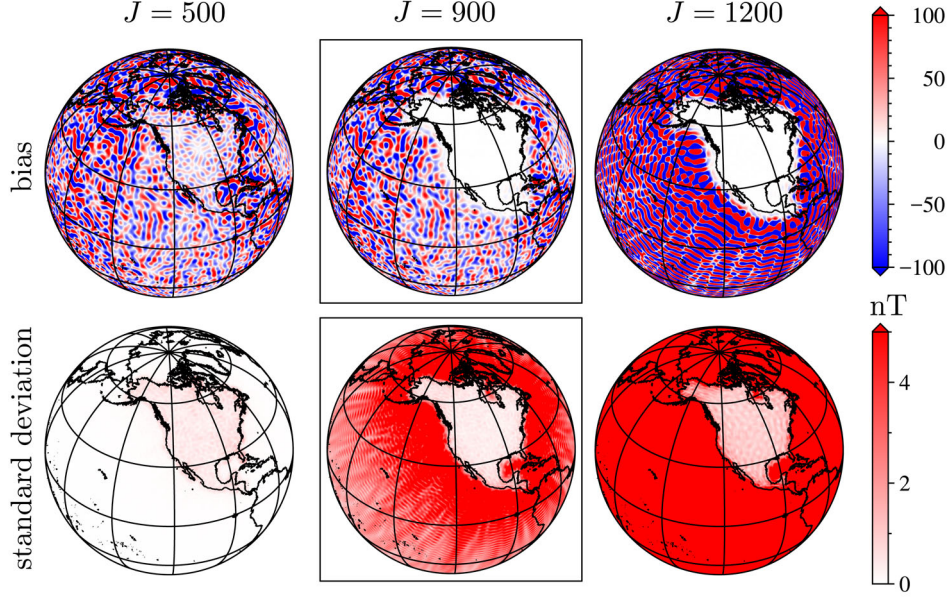 J = 500
J = 900
J = 1200
bias
100
50
0
−50
−100
nT
standard deviation
4
2
0